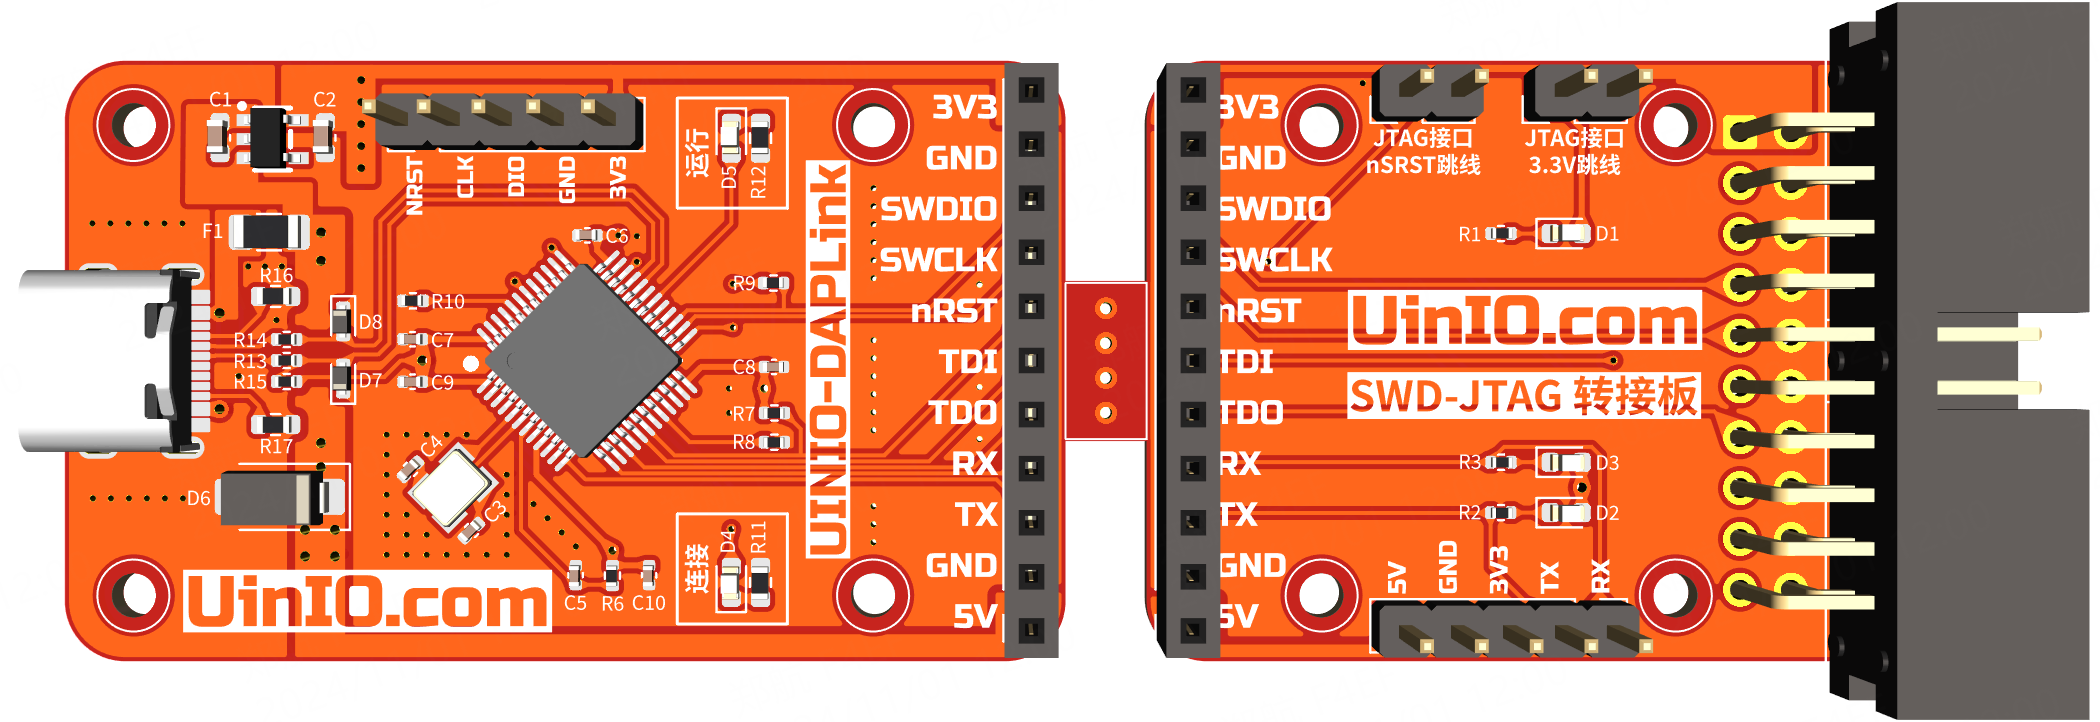 C1
C2
NRST
CLK
DIO
GND
3V3
运行
D5
R12
F1
R16
R14
R13
R15
R17
D8
D7
D6
R10
C7
C9
C6
R9
C8
R7
R8
C4
C3
C5
R6
C10
连接
D4
R11
UINIO-DAPLink
UinIO.com
3V3
GND
SWDIO
SWCLK
nRST
TDI
TDO
RX
TX
GND
5V
3V3
GND
SWDIO
SWCLK
nRST
TDI
TDO
RX
TX
GND
5V
JTAG接口
nSRST跳线
JTAG接口
3.3V跳线
R1
D1
UinIO.com
SWD-JTAG 转接板
R3
D3
R2
D2
5V
GND
3V3
TX
RX